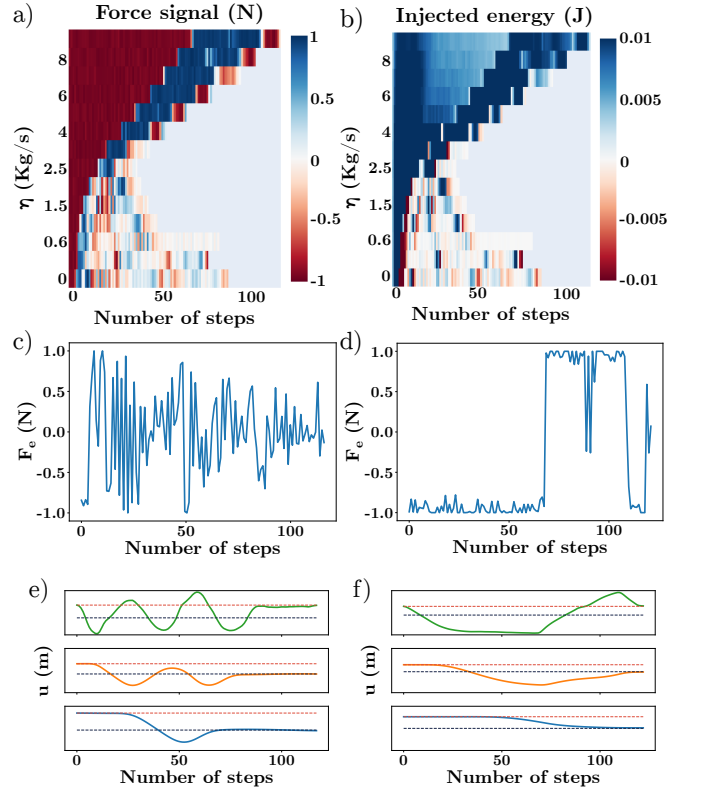 a)
Force signal (N)
b)
Injected energy (J)
8
6
4
2.5
1.5
0.6
0
η (Kg/s)
1
0.5
0
-0.5
-1
0
50
100
Number of steps
8
6
4
2.5
1.5
0.6
0
η (Kg/s)
0.01
0.005
0
-0.005
-0.01
0
50
100
Number of steps
c)
d)
1.0
0.5
0.0
-0.5
-1.0
F_e (N)
0
50
100
Number of steps
1.0
0.5
0.0
-0.5
-1.0
F_e (N)
0
50
100
Number of steps
e)
f)
u (m)
0
50
100
Number of steps
u (m)
0
50
100
Number of steps